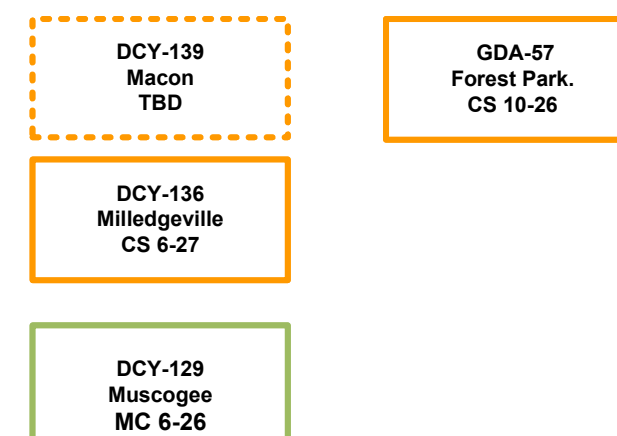 DCY-139
Macon
TBD
GDA-57
Forest Park.
CS 10-26
DCY-136
Milledgeville
CS 6-27
DCY-129
Muscogee
MC 6-26